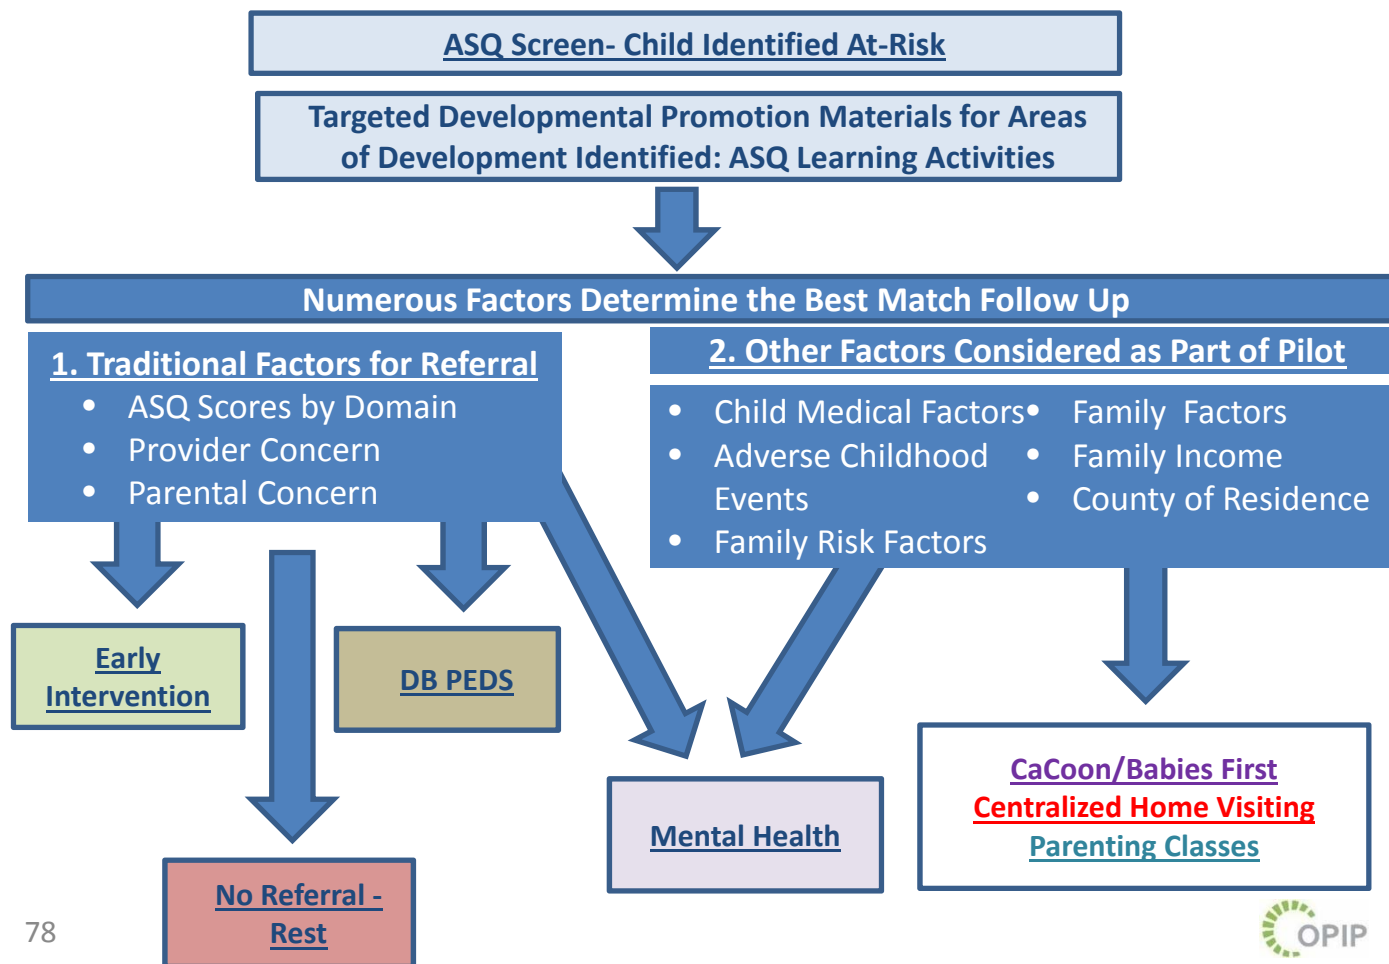 ASQ Screen- Child Identified At-Risk
Targeted Developmental Promotion Materials for Areas
of Development Identified: ASQ Learning Activities
Numerous Factors Determine the Best Match Follow Up
1. Traditional Factors for Referral
• ASQ Scores by Domain
• Provider Concern
• Parental Concern
2. Other Factors Considered as Part of Pilot
• Child Medical Factors
• Adverse Childhood
Events
• Family Risk Factors
• Family Factors
• Family Income
• County of Residence
Early
Intervention
DB PEDS
No Referral -
Rest
Mental Health
CaCoon/Babies First
Centralized Home Visiting
Parenting Classes
78
OPIP